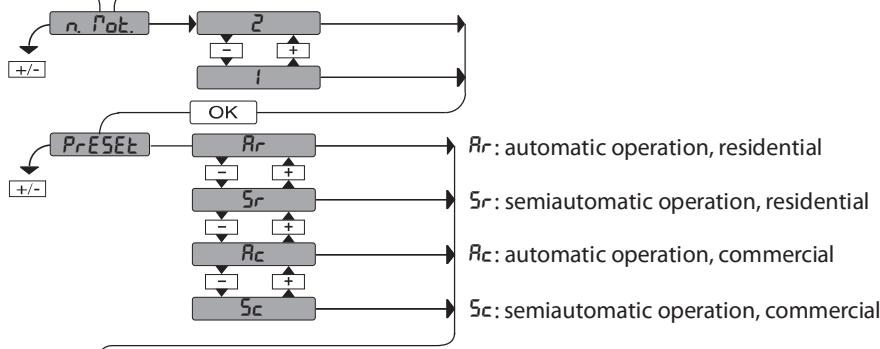 n. Mot. 2
- +
+/- 1
OK
PrESEt Ar Ar: automatic operation, residential
- +
+/- Sr Sr: semiautomatic operation, residential
- +
Ac Ac: automatic operation, commercial
- +
Sc Sc: semiautomatic operation, commercial